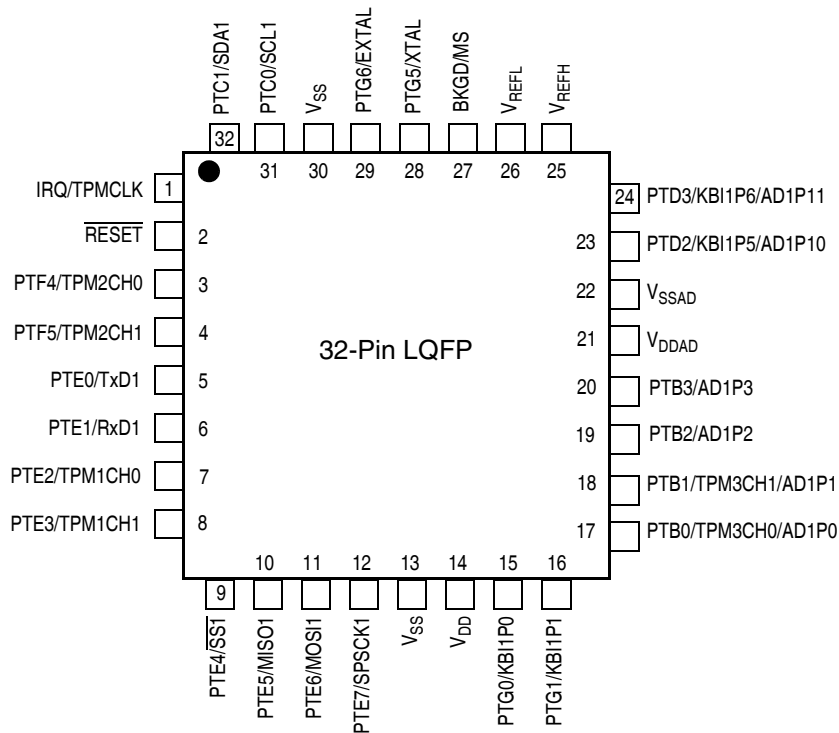 PTC1/SDA1
PTC0/SCL1
VSS
PTG6/EXTAL
PTG5/XTAL
BKGD/MS
VREFL
VREFH
32
31
30
29
28
27
26
25
IRQ/TPMCLK 1
RESET 2
PTF4/TPM2CH0 3
PTF5/TPM2CH1 4
PTE0/TxD1 5
PTE1/RxD1 6
PTE2/TPM1CH0 7
PTE3/TPM1CH1 8
32-Pin LQFP
24 PTD3/KBI1P6/AD1P11
23 PTD2/KBI1P5/AD1P10
22 VSSAD
21 VDDAD
20 PTB3/AD1P3
19 PTB2/AD1P2
18 PTB1/TPM3CH1/AD1P1
17 PTB0/TPM3CH0/AD1P0
9
10
11
12
13
14
15
16
PTE4/SS1
PTE5/MISO1
PTE6/MOSI1
PTE7/SPSCK1
VSS
VDD
PTG0/KBI1P0
PTG1/KBI1P1